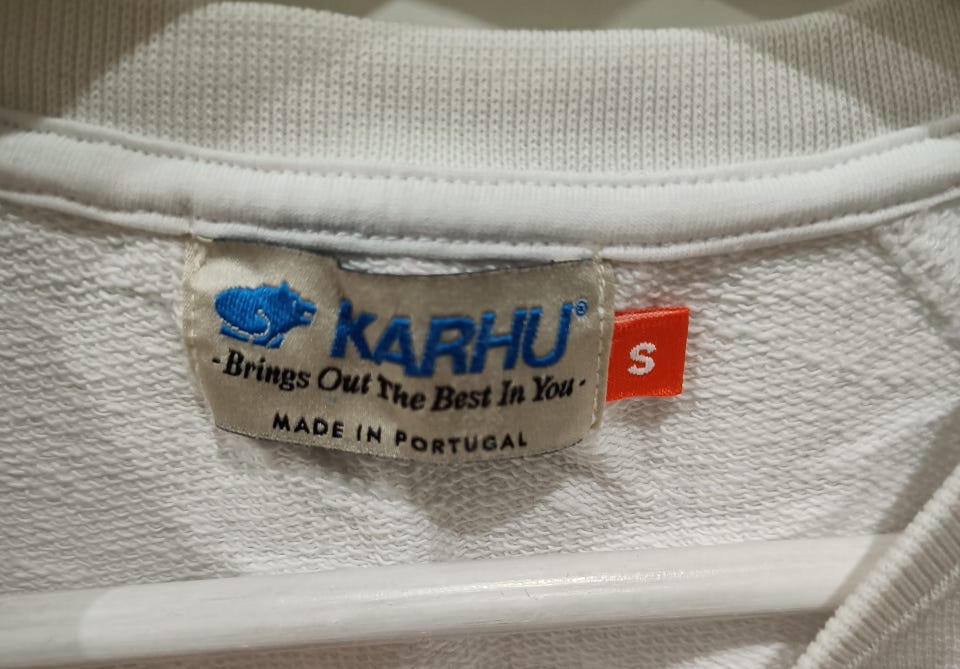 KARHU®
-Brings Out The Best In You-
MADE IN PORTUGAL
S